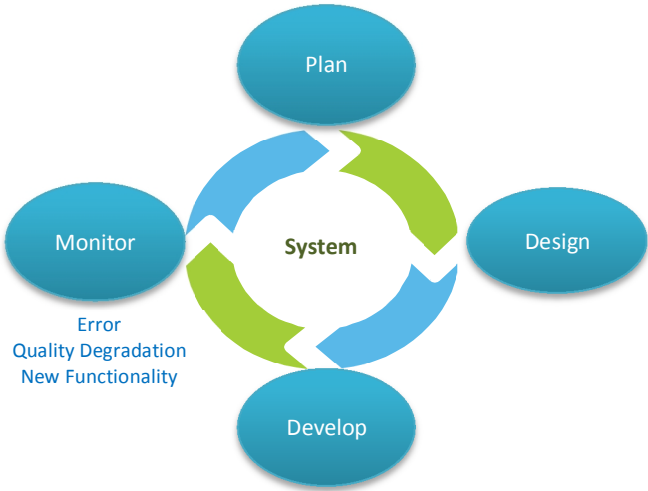 Plan
Monitor
System
Design
Error
Quality Degradation
New Functionality
Develop